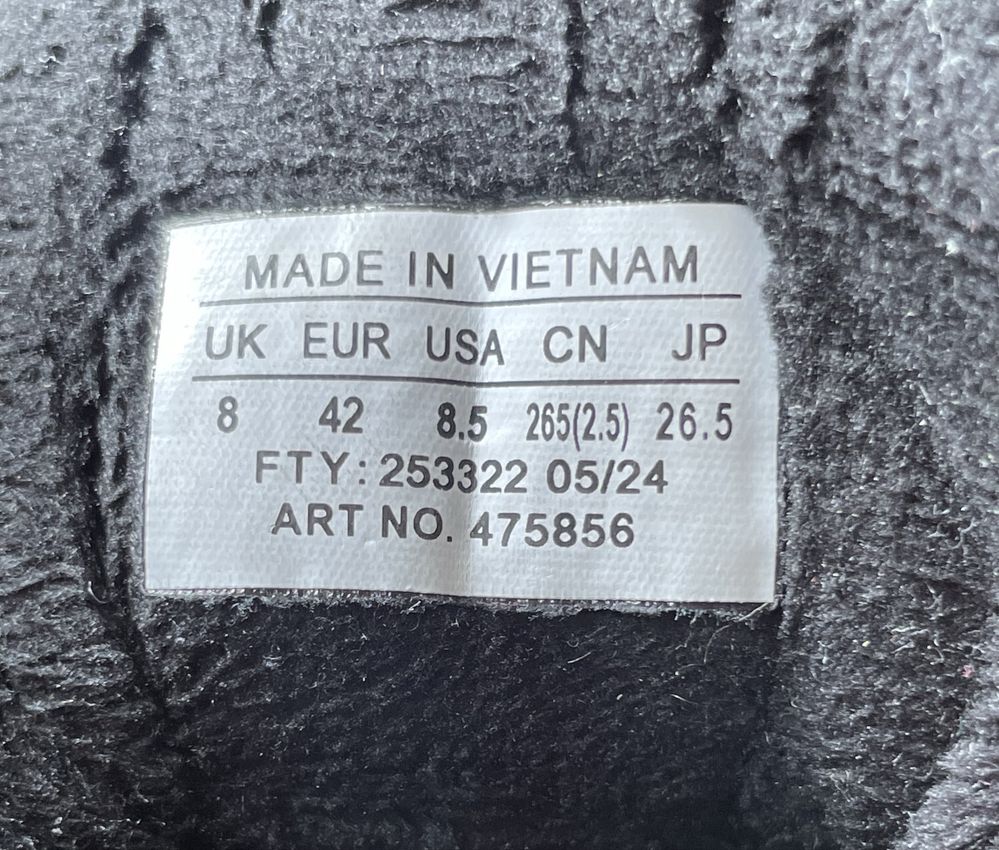 MADE IN VIETNAM
UK EUR USA CN JP
8 42 8.5 265(2.5) 26.5
FTY: 253322 05/24
ART NO. 475856